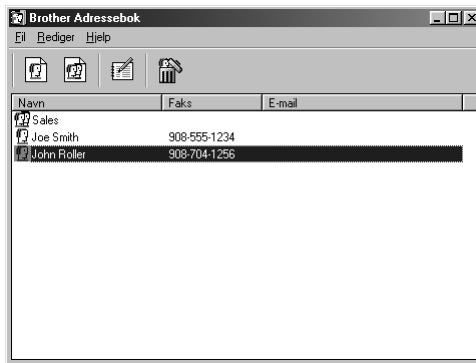 Brother Adressebok
Fil Rediger Hjelp
Navn Faks E-mail
Sales
Joe Smith 908-555-1234
John Roller 908-704-1256